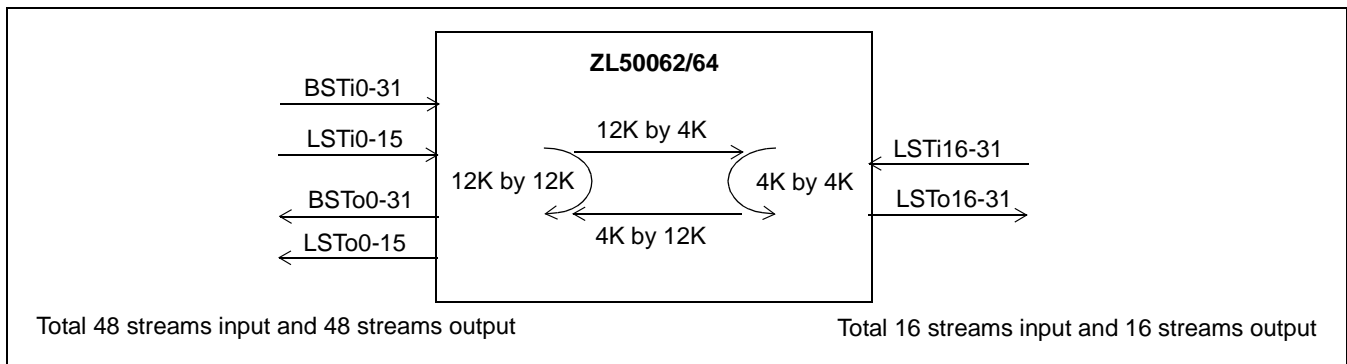 ZL50062/64
BSTi0-31
LSTi0-15
BSTo0-31
LSTo0-15
12K by 4K
12K by 12K
4K by 4K
4K by 12K
LSTi16-31
LSTo16-31
Total 48 streams input and 48 streams output
Total 16 streams input and 16 streams output